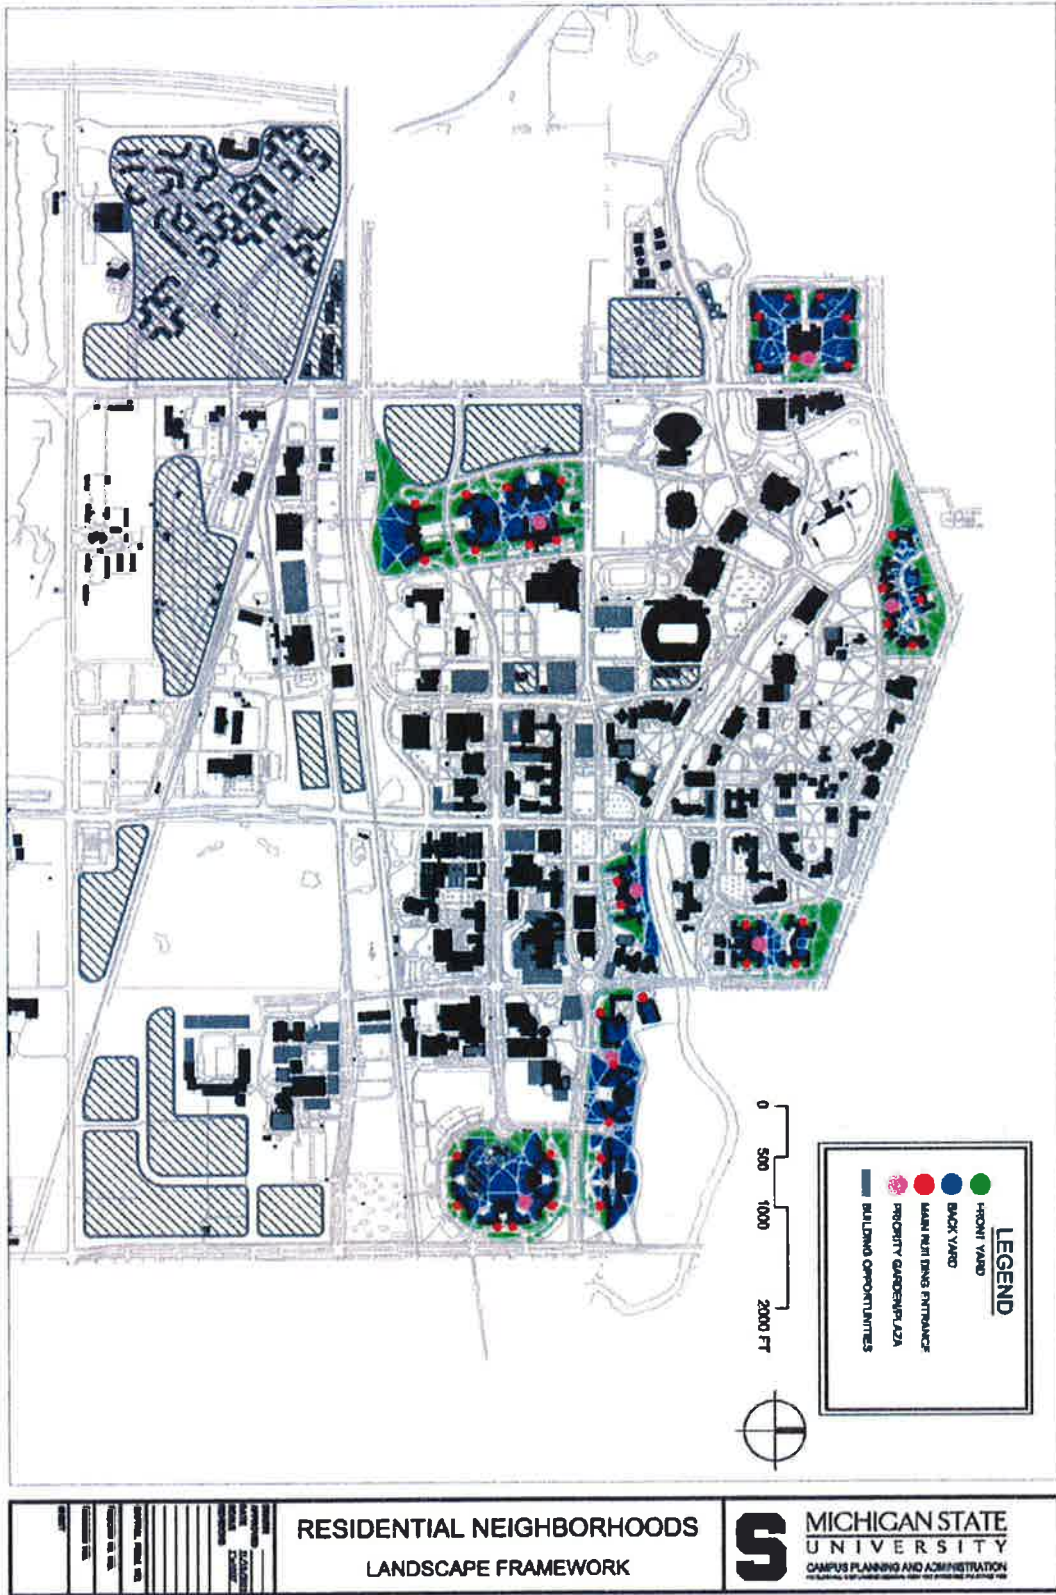 LEGEND
FRONT YARD
BACK YARD
MAIN BUILDING ENTRANCE
PRIORITY GARDEN/PLAZA
BUILDING OPPORTUNITIES
0 500 1000 2000 FT
RESIDENTIAL NEIGHBORHOODS
LANDSCAPE FRAMEWORK
S
MICHIGAN STATE
UNIVERSITY
CAMPUS PLANNING AND ADMINISTRATION